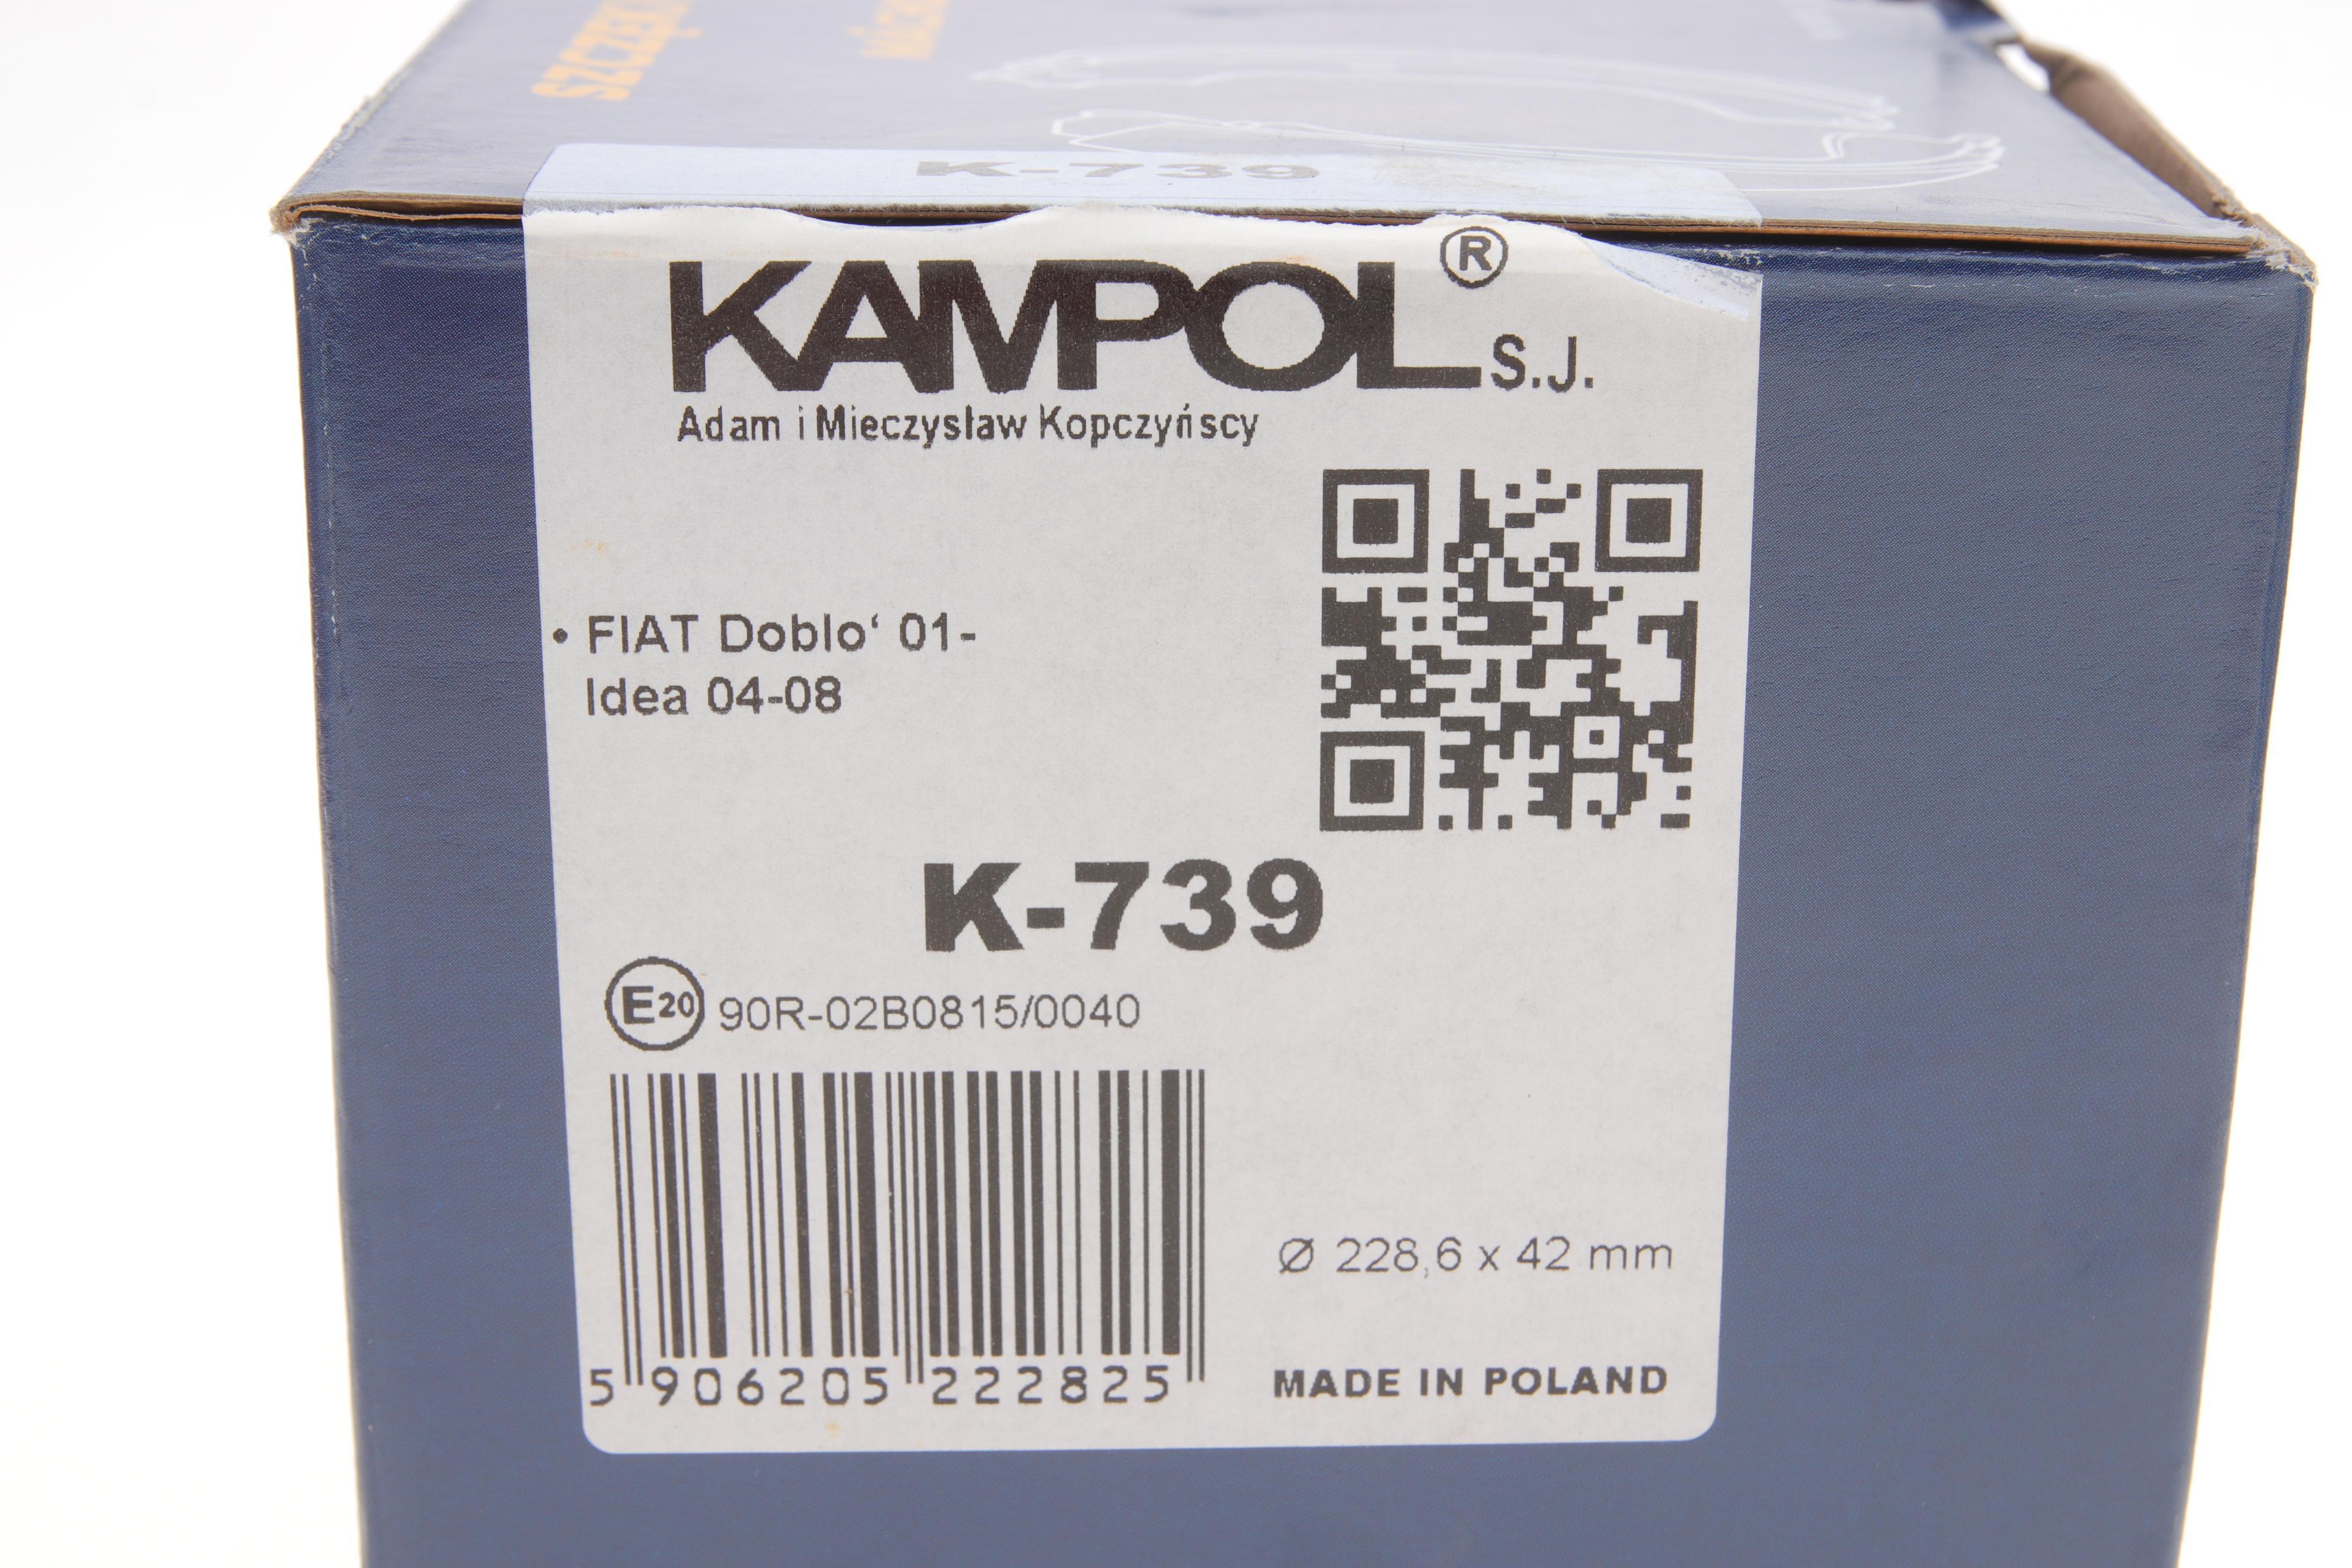 K-739
KAMPOL® S.J.
Adam i Mieczysław Kopczyńscy
• FIAT Doblo‘ 01-
Idea 04-08
K-739
E20 90R-02B0815/0040
5 906205 222825
Ø 228,6 x 42 mm
MADE IN POLAND